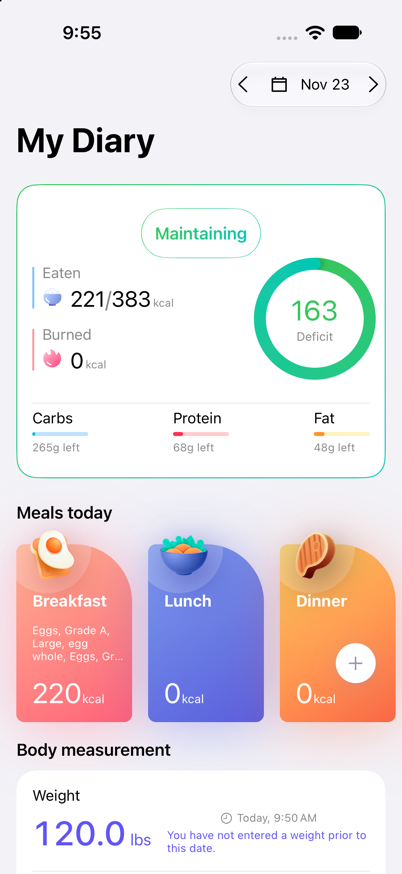 9:55
Nov 23
My Diary
Maintaining
Eaten
221/383 kcal
Burned
0 kcal
163
Deficit
Carbs
265g left
Protein
68g left
Fat
48g left
Meals today
Breakfast
Eggs, Grade A,
Large, egg
whole, Eggs, Gr...
220 kcal
Lunch
0 kcal
Dinner
0 kcal
Body measurement
Weight
120.0 lbs
Today, 9:50 AM
You have not entered a weight prior to
this date.